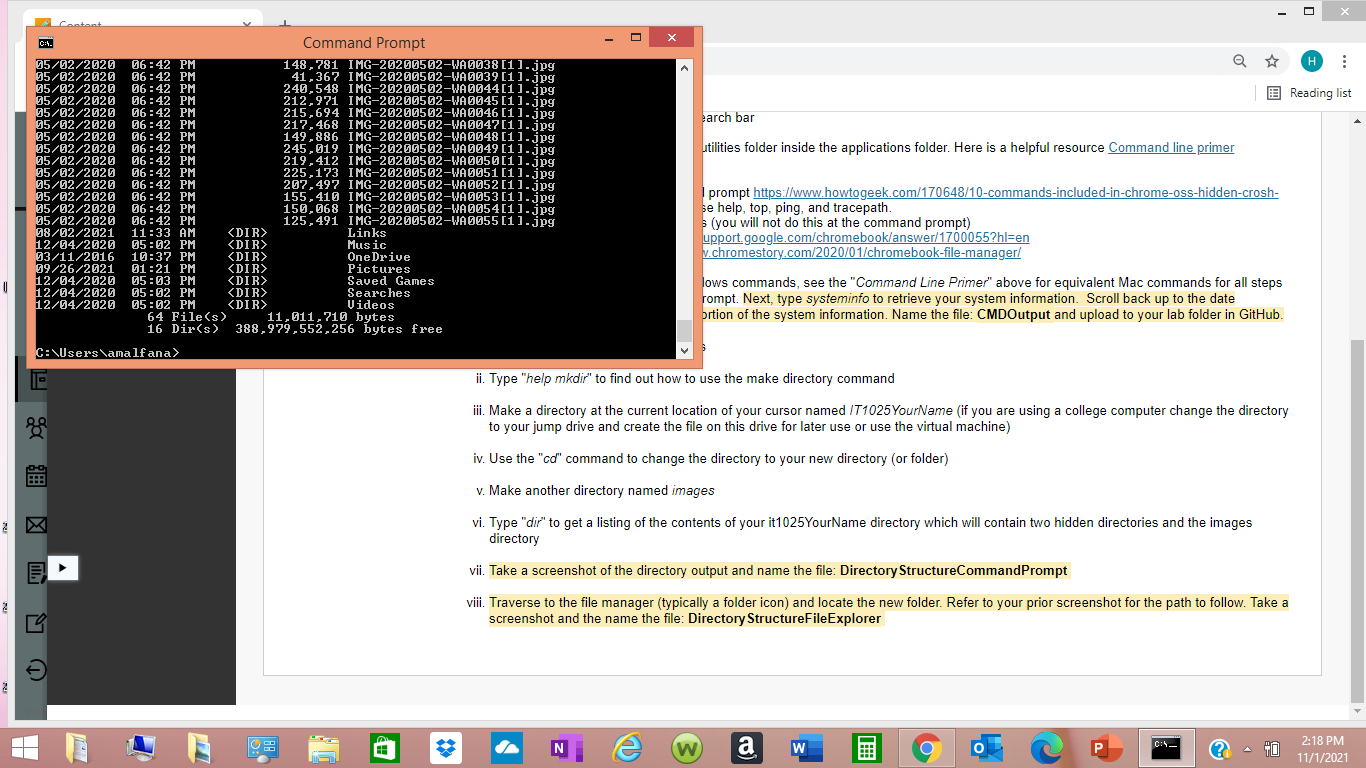 Content
Command Prompt
05/02/2020 06:42 PM 148,781 IMG-20200502-WA0038[1].jpg
05/02/2020 06:42 PM 41,367 IMG-20200502-WA0039[1].jpg
05/02/2020 06:42 PM 240,548 IMG-20200502-WA0044[1].jpg
05/02/2020 06:42 PM 212,971 IMG-20200502-WA0045[1].jpg
05/02/2020 06:42 PM 215,694 IMG-20200502-WA0046[1].jpg
05/02/2020 06:42 PM 217,468 IMG-20200502-WA0047[1].jpg
05/02/2020 06:42 PM 149,886 IMG-20200502-WA0048[1].jpg
05/02/2020 06:42 PM 245,019 IMG-20200502-WA0049[1].jpg
05/02/2020 06:42 PM 219,412 IMG-20200502-WA0050[1].jpg
05/02/2020 06:42 PM 225,173 IMG-20200502-WA0051[1].jpg
05/02/2020 06:42 PM 207,497 IMG-20200502-WA0052[1].jpg
05/02/2020 06:42 PM 155,410 IMG-20200502-WA0053[1].jpg
05/02/2020 06:42 PM 150,068 IMG-20200502-WA0054[1].jpg
05/02/2020 06:42 PM 125,491 IMG-20200502-WA0055[1].jpg
08/02/2021 11:33 AM <DIR> Links
12/04/2020 05:02 PM <DIR> Music
03/11/2016 10:37 PM <DIR> OneDrive
09/26/2021 01:21 PM <DIR> Pictures
12/04/2020 05:03 PM <DIR> Saved Games
12/04/2020 05:02 PM <DIR> Searches
12/04/2020 05:02 PM <DIR> Videos
64 File(s) 11,011,710 bytes
16 Dir(s) 388,979,552,256 bytes free
C:\Users\amalfana>
H
Reading list
earch bar
utilities folder inside the applications folder. Here is a helpful resource Command line primer
l prompt https://www.howtogeek.com/170648/10-commands-included-in-chrome-oss-hidden-crosh-
se help, top, ping, and tracepath.
s (you will not do this at the command prompt)
support.google.com/chromebook/answer/1700055?hl=en
w.chromestory.com/2020/01/chromebook-file-manager/
dows commands, see the "Command Line Primer" above for equivalent Mac commands for all steps
rompt. Next, type systeminfo to retrieve your system information. Scroll back up to the date
ortion of the system information. Name the file: CMDOutput and upload to your lab folder in GitHub.
s
ii. Type "help mkdir" to find out how to use the make directory command
iii. Make a directory at the current location of your cursor named IT1025YourName (if you are using a college computer change the directory
to your jump drive and create the file on this drive for later use or use the virtual machine)
iv. Use the "cd" command to change the directory to your new directory (or folder)
v. Make another directory named images
vi. Type "dir" to get a listing of the contents of your it1025YourName directory which will contain two hidden directories and the images
directory
vii. Take a screenshot of the directory output and name the file: DirectoryStructureCommandPrompt
viii. Traverse to the file manager (typically a folder icon) and locate the new folder. Refer to your prior screenshot for the path to follow. Take a
screenshot and the name the file: DirectoryStructureFileExplorer
2:18 PM
11/1/2021